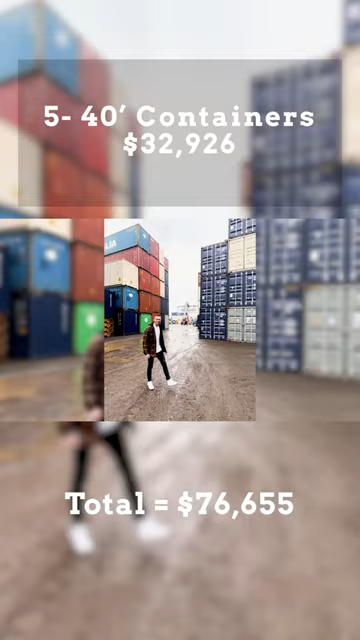 5- 40’ Containers
$32,926
Total = $76,655